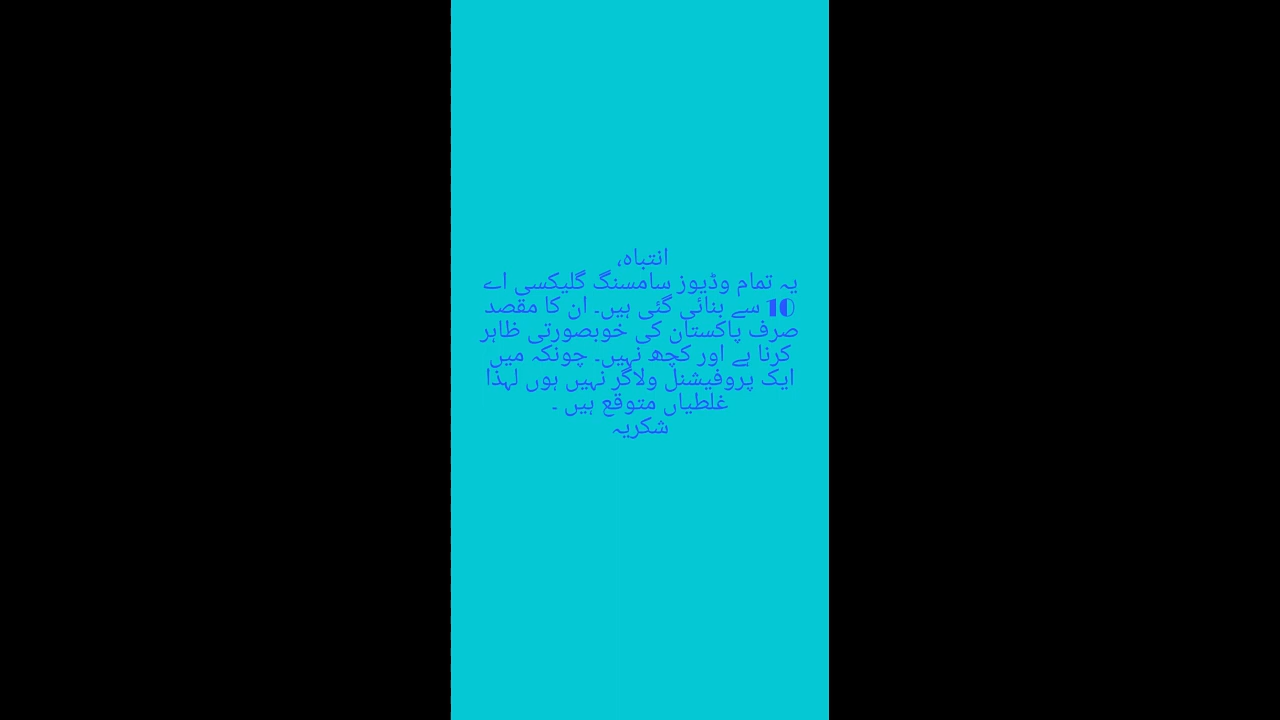 انتباہ،
یہ تمام وڈیوز سامسنگ گلیکسی اے
10 سے بنائی گئی ہیں۔ ان کا مقصد
صرف پاکستان کی خوبصورتی ظاہر
کرنا ہے اور کچھ نہیں۔ چونکہ میں
ایک پروفیشنل ولاگر نہیں ہوں لہذا
غلطیاں متوقع ہیں ۔
شکریہ